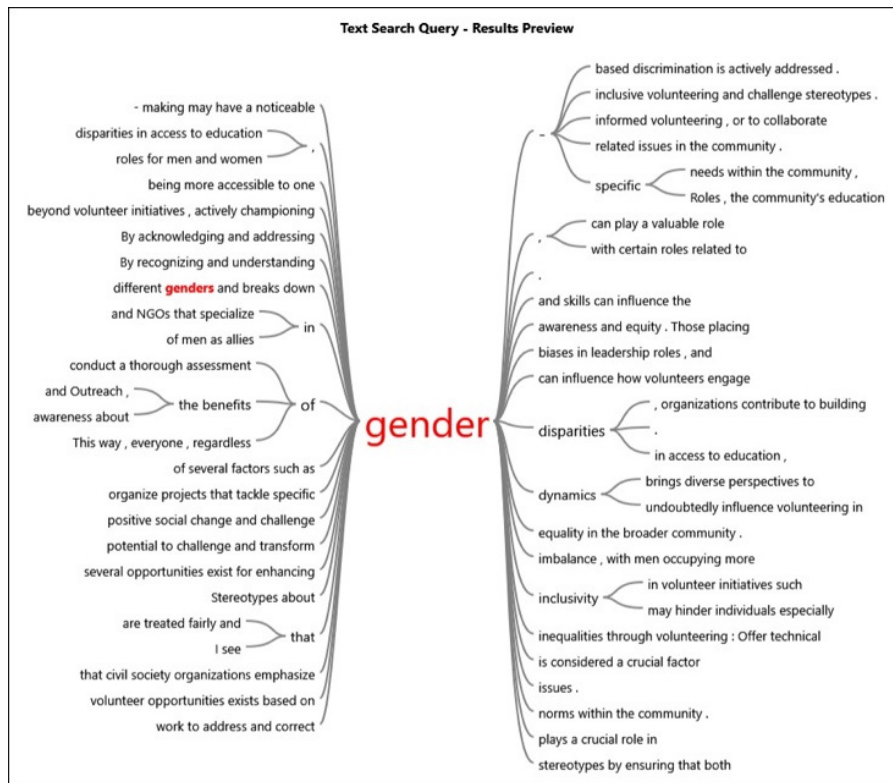 Text Search Query - Results Preview
- making may have a noticeable
disparities in access to education
roles for men and women
,
being more accessible to one
beyond volunteer initiatives , actively championing
By acknowledging and addressing
By recognizing and understanding
different genders and breaks down
and NGOs that specialize
of men as allies
in
conduct a thorough assessment
and Outreach ,
awareness about
the benefits
This way , everyone , regardless
of
of several factors such as
organize projects that tackle specific
positive social change and challenge
potential to challenge and transform
several opportunities exist for enhancing
Stereotypes about
are treated fairly and
I see
that
that civil society organizations emphasize
volunteer opportunities exists based on
work to address and correct
gender
-
based discrimination is actively addressed .
inclusive volunteering and challenge stereotypes .
informed volunteering , or to collaborate
related issues in the community .
specific
needs within the community ,
Roles , the community's education
,
can play a valuable role
with certain roles related to
.
and skills can influence the
awareness and equity . Those placing
biases in leadership roles , and
can influence how volunteers engage
disparities
, organizations contribute to building
.
in access to education ,
dynamics
brings diverse perspectives to
undoubtedly influence volunteering in
equality in the broader community .
imbalance , with men occupying more
inclusivity
in volunteer initiatives such
may hinder individuals especially
inequalities through volunteering : Offer technical
is considered a crucial factor
issues .
norms within the community .
plays a crucial role in
stereotypes by ensuring that both